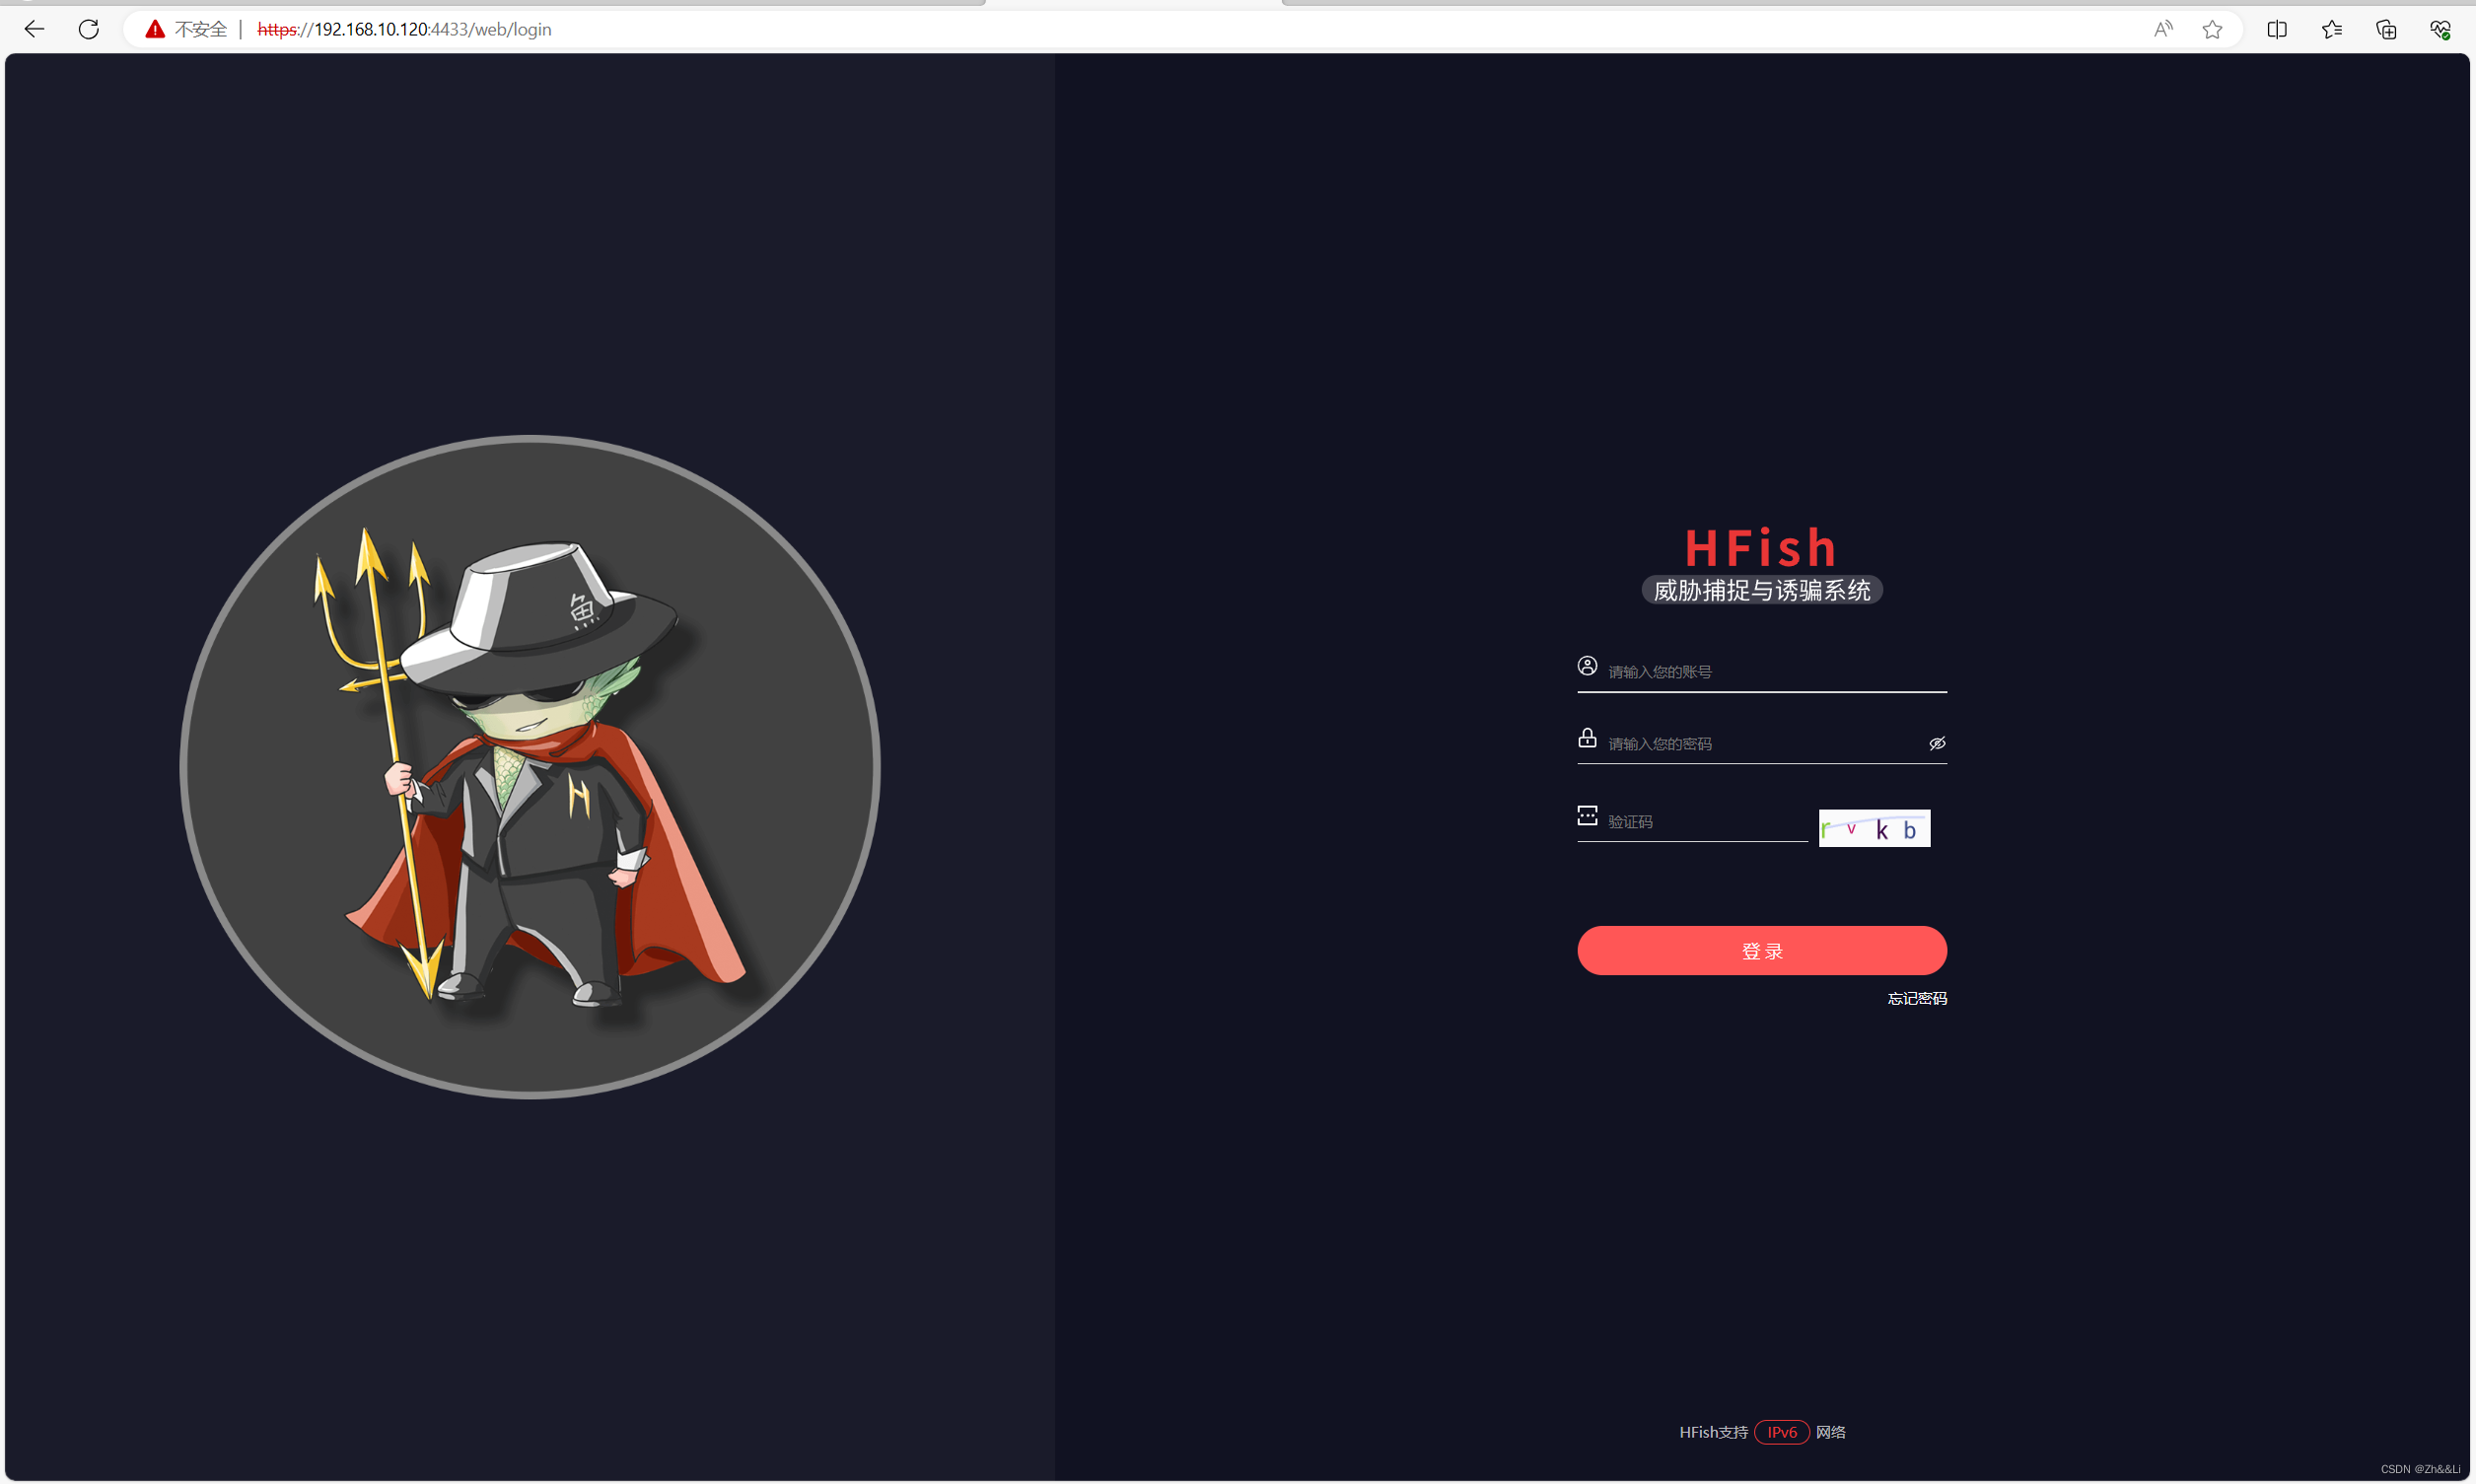 不安全 | https://192.168.10.120:4433/web/login
鱼
H
HFish
威胁捕捉与诱骗系统
请输入您的账号
请输入您的密码
验证码
r v k b
登录
忘记密码
HFish支持 IPv6 网络
CSDN @Zh&&Li